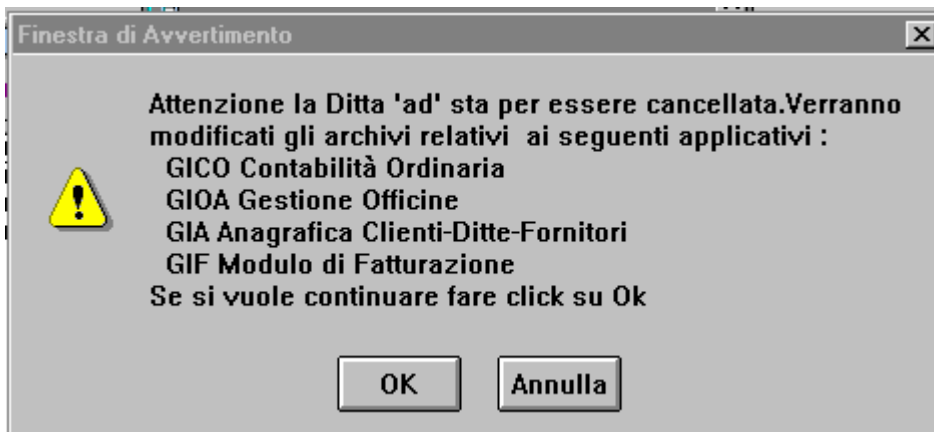 Finestra di Avvertimento
Attenzione la Ditta 'ad' sta per essere cancellata.Verranno
modificati gli archivi relativi  ai seguenti applicativi :
GICO Contabilità Ordinaria
GIOA Gestione Officine
GIA Anagrafica Clienti-Ditte-Fornitori
GIF Modulo di Fatturazione
Se si vuole continuare fare click su Ok
OK Annulla